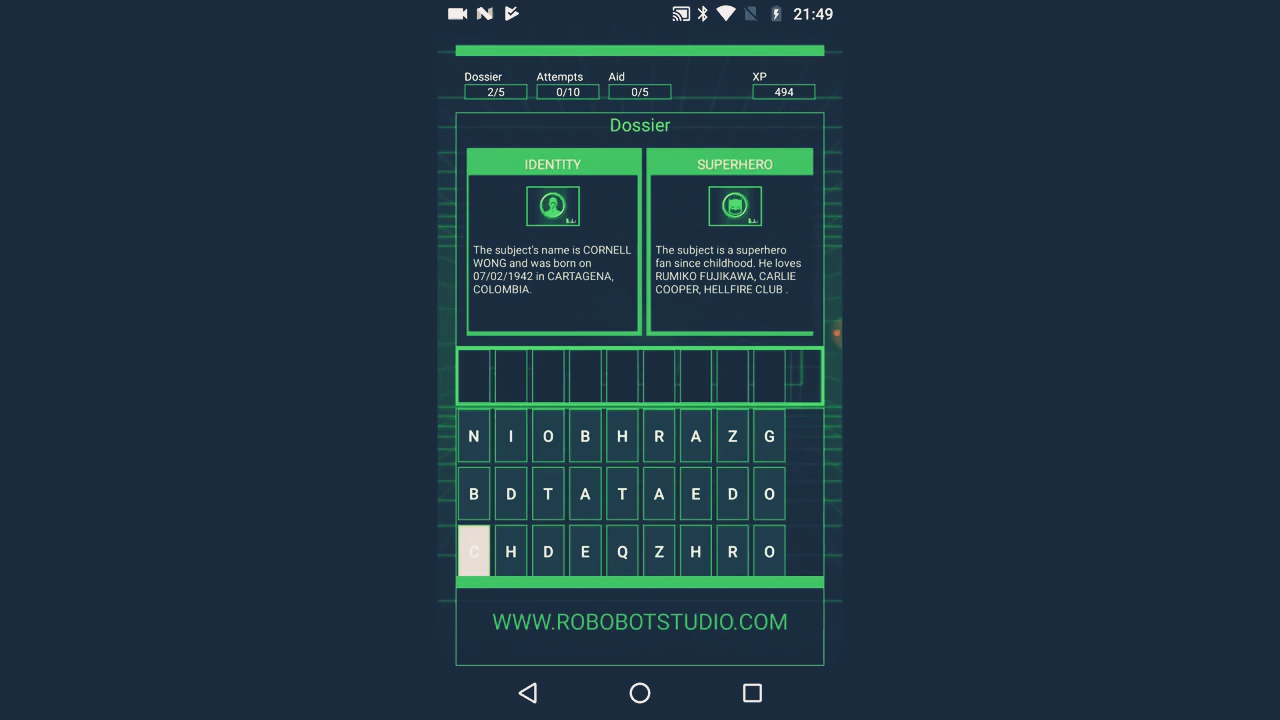 21:49
Dossier Attempts Aid XP
2/5 0/10 0/5 494
Dossier
IDENTITY
The subject's name is CORNELL
WONG and was born on
07/02/1942 in CARTAGENA,
COLOMBIA.
SUPERHERO
The subject is a superhero
fan since childhood. He loves
RUMIKO FUJIKAWA, CARLIE
COOPER, HELLFIRE CLUB .
N I O B H R A Z G
B D T A T A E D O
C H D E Q Z H R O
WWW.ROBOBOTSTUDIO.COM